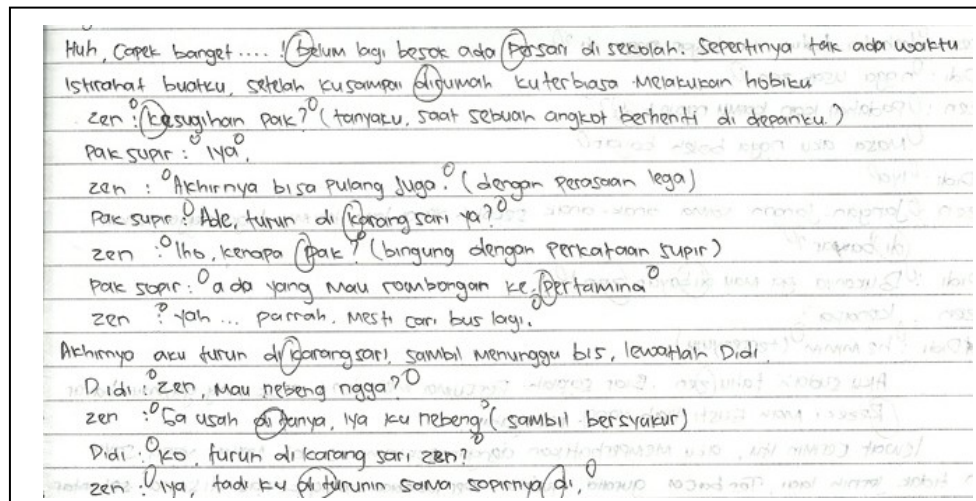 Huh, Capek banget.... ! belum lagi besok ada Persari di sekolah. Sepertinya tak ada waktu
Istirahat buatku, setelah kusampai dirumah kuterbiasa melakukan hobiku
Zen : kesugihan pak? (tanyaku, saat sebuah angkot berhenti di depanku.)
Pak supir : Iya.
Zen : Akhirnya bisa pulang juga. (dengan perasaan lega)
Pak supir : Ade, turun di karang sari ya?
Zen : lho, kenapa pak? (bingung dengan perkataan supir)
Pak sopir : ada yang mau rombongan ke Pertamina
Zen : yah ... parrah. Mesti cari bus lagi.
Akhirnya aku turun di karangsari, sambil menunggu bis, lewatlah Didi.
Didi : Zen, mau nebeng ngga?
Zen : Ga usah ditanya, iya ku nebeng (sambil bersyukur)
Didi : ko, turun di karang sari zen?
Zen : iya, tadi ku diturunin sama sopirnya di,